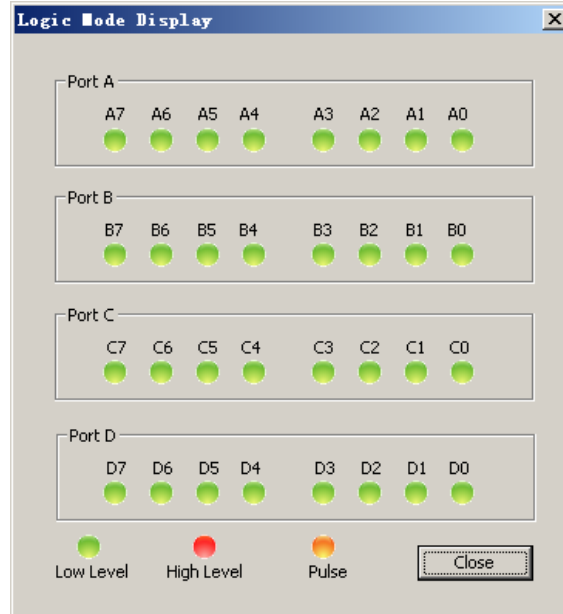 Logic Mode Display
Port A
A7 A6 A5 A4 A3 A2 A1 A0
Port B
B7 B6 B5 B4 B3 B2 B1 B0
Port C
C7 C6 C5 C4 C3 C2 C1 C0
Port D
D7 D6 D5 D4 D3 D2 D1 D0
Low Level High Level Pulse Close